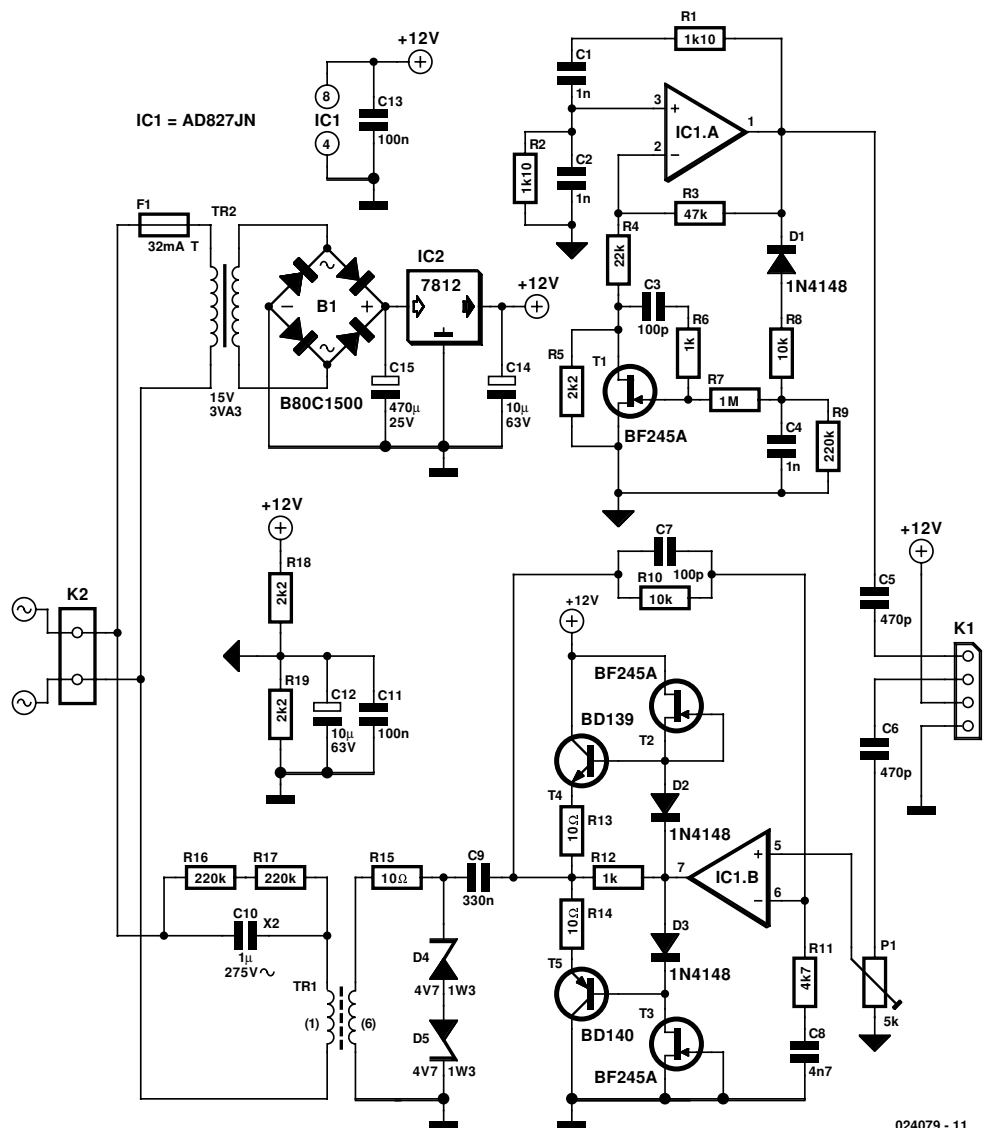 +12V
C13
100n
8
IC1
4
IC1 = AD827JN
R1
1k10
C1
1n
R2
1k10
C2
1n
3
+
2
−
IC1.A
1
R3
47k
R4
22k
D1
1N4148
C3
100p
R6
1k
R8
10k
R5
2k2
T1
BF245A
R7
1M
C4
1n
R9
220k
F1
32mA T
TR2
15V
3VA3
B1
−
+
B80C1500
IC2
7812
+12V
C15
470µ
25V
C14
10µ
63V
+12V
R18
2k2
R19
2k2
C12
10µ
63V
C11
100n
K2
C7
100p
R10
10k
+12V
C5
470p
K1
C6
470p
+12V
BF245A
T2
BD139
T4
D2
1N4148
R13
10Ω
R12
1k
7
IC1.B
5
+
6
−
R14
10Ω
D3
1N4148
T5
BD140
T3
BF245A
R11
4k7
C8
4n7
P1
5k
R16
220k
R17
220k
C10
X2
1µ
275V∼
TR1
(1)
(6)
R15
10Ω
C9
330n
D4
4V7 1W3
D5
4V7 1W3
024079 - 11